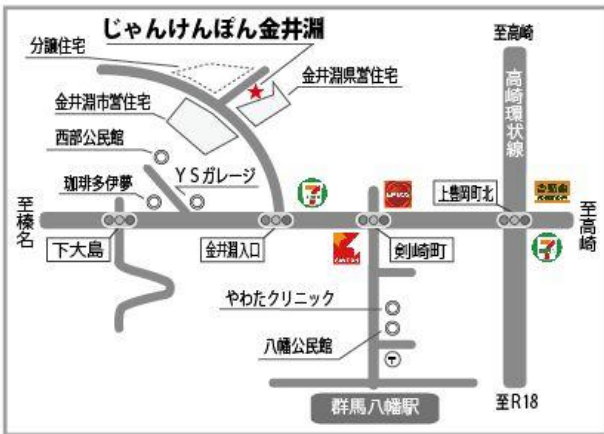 じゃんけんぽん金井淵
分譲住宅
金井淵県営住宅
金井淵市営住宅
西部公民館
珈琲多伊夢
YSガレージ
至高崎
高崎環状線
上豊岡町北
至榛名
下大島
金井淵入口
剣崎町
至高崎
やわたクリニック
八幡公民館
〒
群馬八幡駅
至R18
7
7